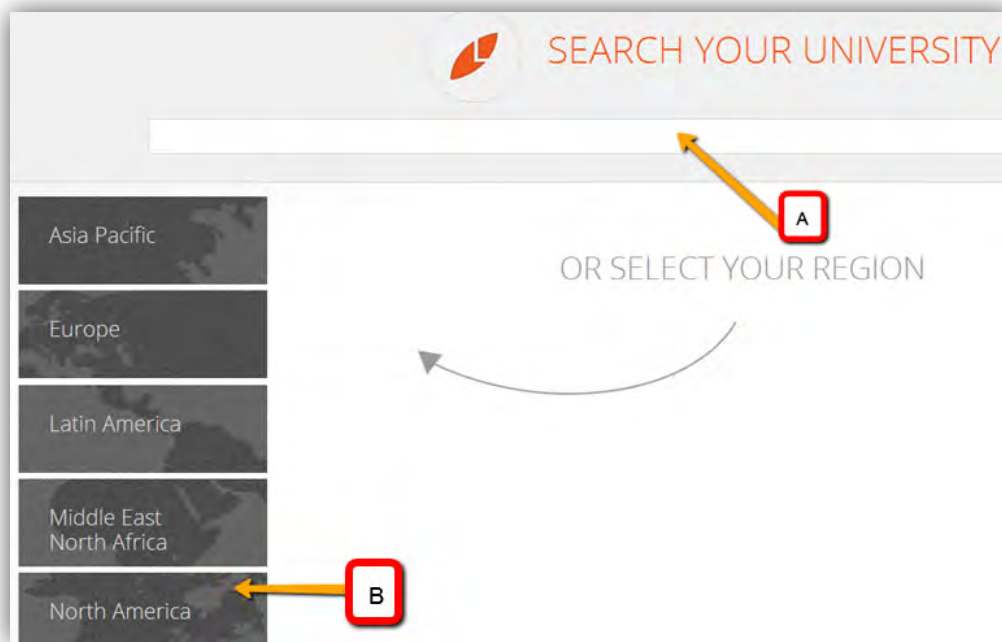 SEARCH YOUR UNIVERSITY
A
Asia Pacific
OR SELECT YOUR REGION
Europe
Latin America
Middle East
North Africa
B
North America